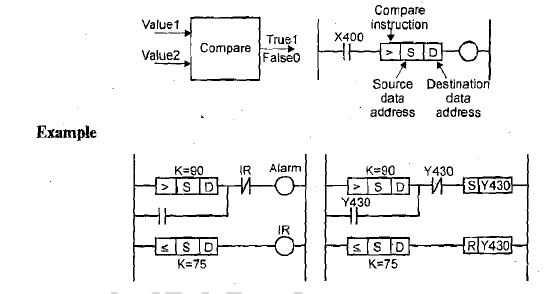 Value1
Value2
Compare
True1
False0
Compare
instruction
X400
> S D
Source
data
address
Destination
data
address
Example
K=90
IR
Alarm
> S D
IR
≤ S D
K=75
K=90
Y430
> S D
S Y430
Y430
≤ S D
R Y430
K=75